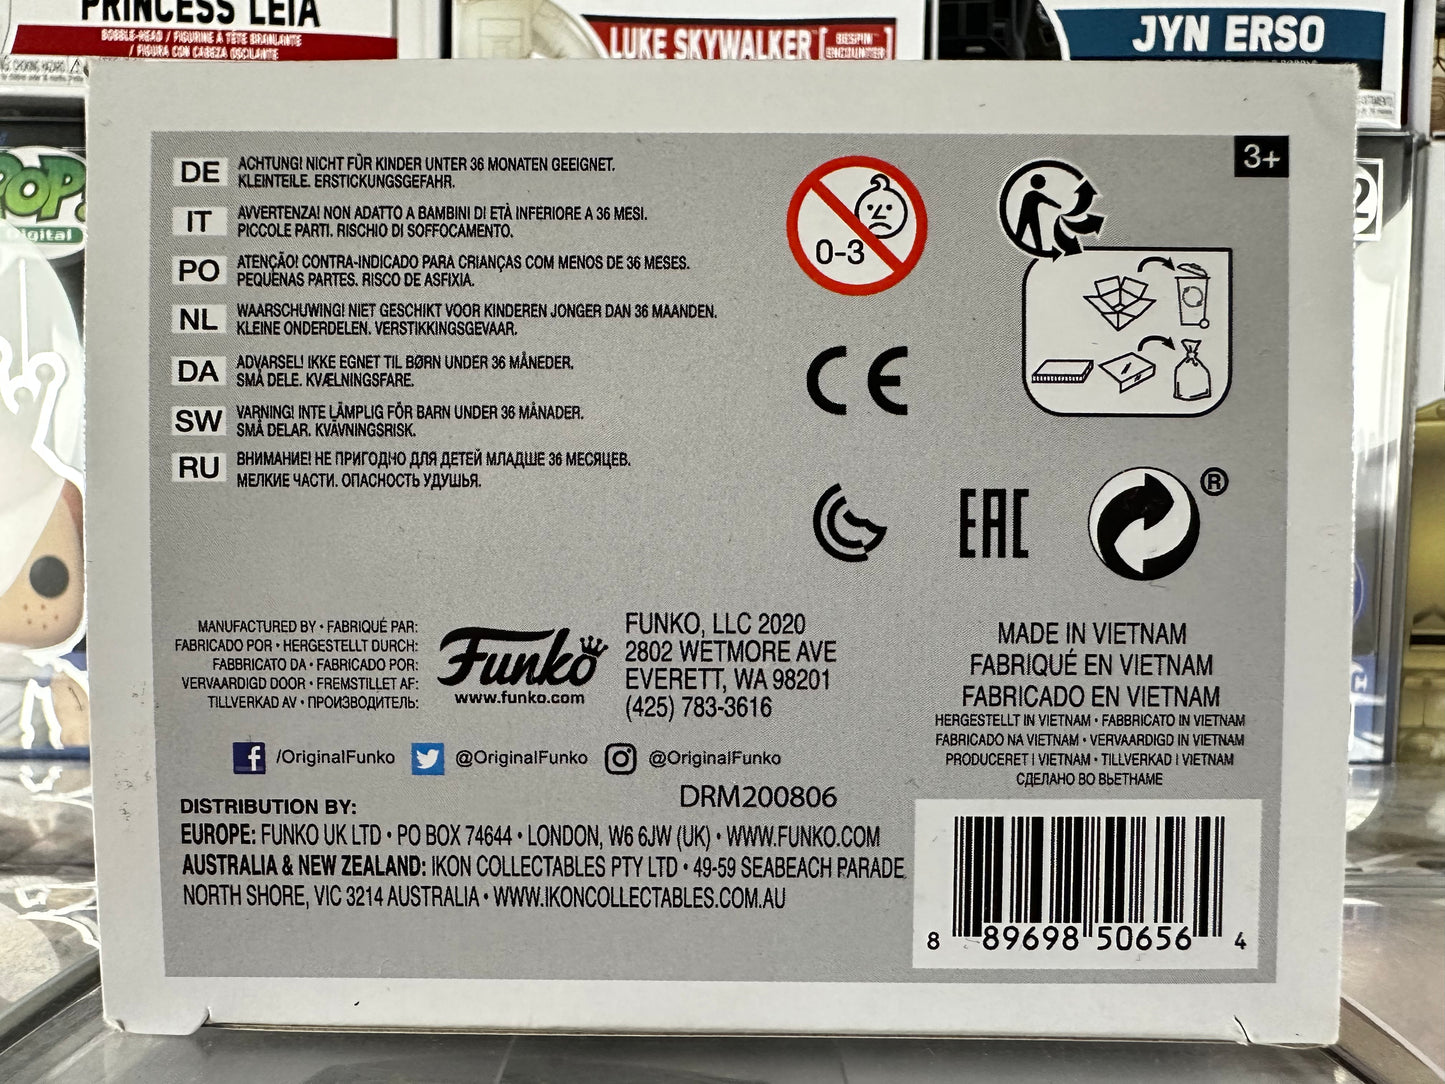 PRINCESS LEIA
BOBBLE-HEAD / FIGURINE À TÊTE BRANLANTE
/ FIGURA CON CABEZA OSCILANTE
LUKE SKYWALKER [BESPIN ENCOUNTER]
JYN ERSO
POP!
Digital
3+
DE ACHTUNG! NICHT FÜR KINDER UNTER 36 MONATEN GEEIGNET.
KLEINTEILE. ERSTICKUNGSGEFAHR.
IT AVVERTENZA! NON ADATTO A BAMBINI DI ETÀ INFERIORE A 36 MESI.
PICCOLE PARTI. RISCHIO DI SOFFOCAMENTO.
PO ATENÇÃO! CONTRA-INDICADO PARA CRIANÇAS COM MENOS DE 36 MESES.
PEQUENAS PARTES. RISCO DE ASFIXIA.
NL WAARSCHUWING! NIET GESCHIKT VOOR KINDEREN JONGER DAN 36 MAANDEN.
KLEINE ONDERDELEN. VERSTIKKINGSGEVAAR.
DA ADVARSEL! IKKE EGNET TIL BØRN UNDER 36 MÅNEDER.
SMÅ DELE. KVÆLNINGSFARE.
SW VARNING! INTE LÄMPLIG FÖR BARN UNDER 36 MÅNADER.
SMÅ DELAR. KVÄVNINGSRISK.
RU ВНИМАНИЕ! НЕ ПРИГОДНО ДЛЯ ДЕТЕЙ МЛАДШЕ 36 МЕСЯЦЕВ.
МЕЛКИЕ ЧАСТИ. ОПАСНОСТЬ УДУШЬЯ.
0-3
CE
EAC
®
MANUFACTURED BY • FABRIQUÉ PAR:
FABRICADO POR • HERGESTELLT DURCH:
FABBRICATO DA • FABRICADO POR:
VERVAARDIGD DOOR • FREMSTILLET AF:
TILLVERKAD AV • ПРОИЗВОДИТЕЛЬ:
Funko
www.funko.com
FUNKO, LLC 2020
2802 WETMORE AVE
EVERETT, WA 98201
(425) 783-3616
MADE IN VIETNAM
FABRIQUÉ EN VIETNAM
FABRICADO EN VIETNAM
HERGESTELLT IN VIETNAM • FABBRICATO IN VIETNAM
FABRICADO NA VIETNAM • VERVAARDIGD IN VIETNAM
PRODUCERET I VIETNAM • TILLVERKAD I VIETNAM
СДЕЛАНО ВО ВЬЕТНАМЕ
/OriginalFunko @OriginalFunko @OriginalFunko
DRM200806
DISTRIBUTION BY:
EUROPE: FUNKO UK LTD • PO BOX 74644 • LONDON, W6 6JW (UK) • WWW.FUNKO.COM
AUSTRALIA & NEW ZEALAND: IKON COLLECTABLES PTY LTD • 49-59 SEABEACH PARADE
NORTH SHORE, VIC 3214 AUSTRALIA • WWW.IKONCOLLECTABLES.COM.AU
8 89698 50656 4